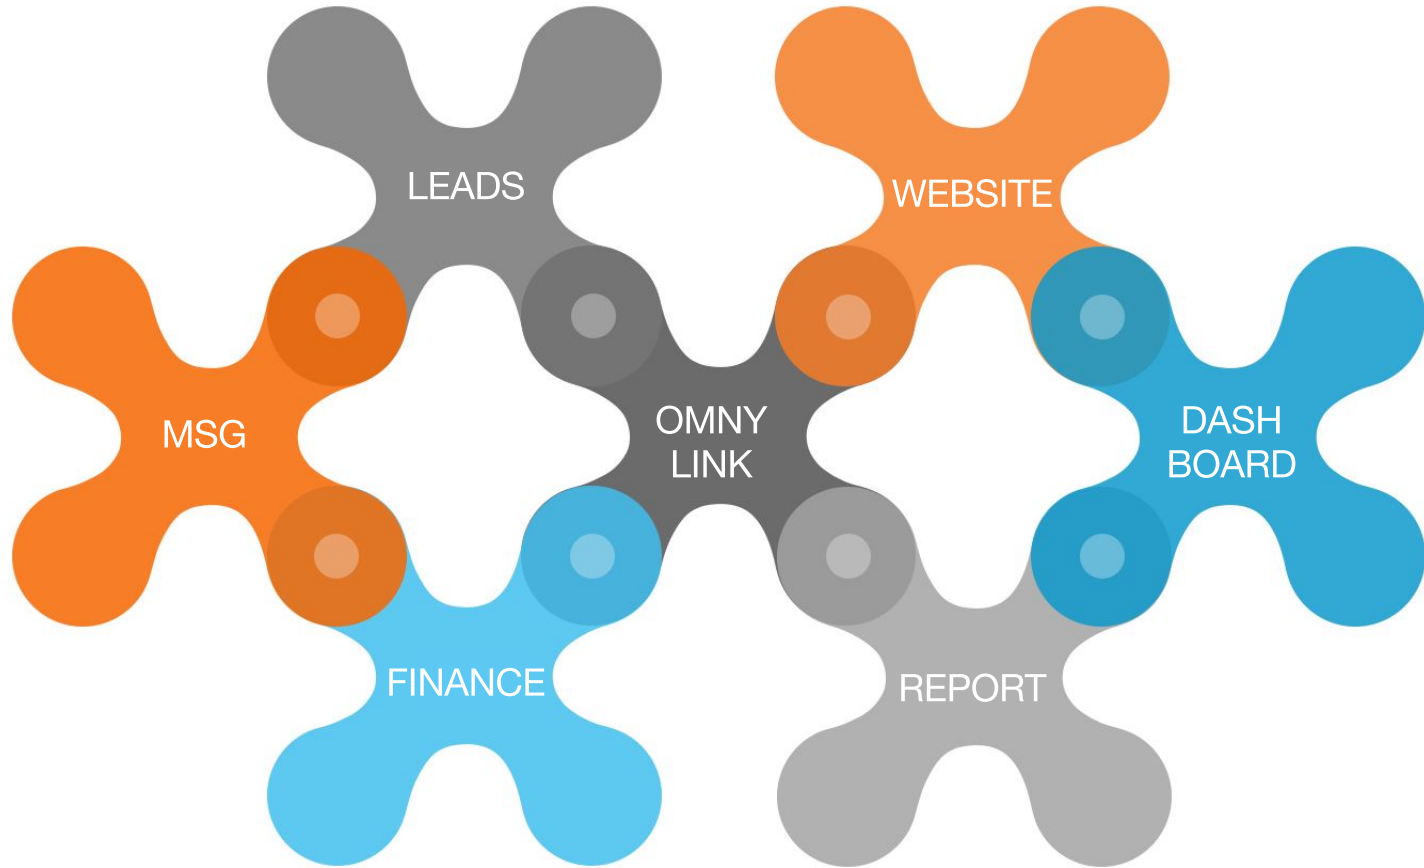 LEADS
WEBSITE
MSG
OMNY
LINK
DASH
BOARD
FINANCE
REPORT